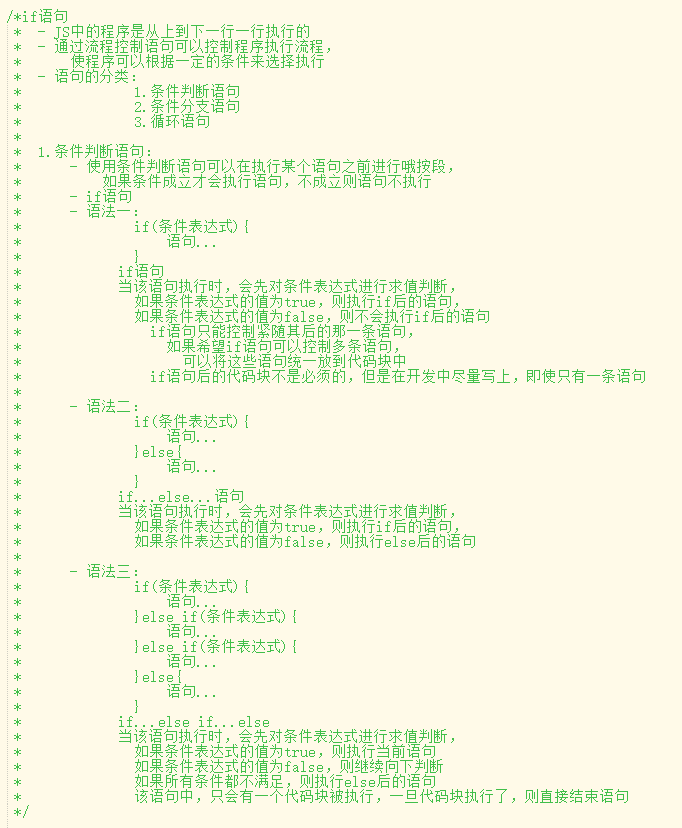 /*if语句
 *  - JS中的程序是从上到下一行一行执行的
 *  - 通过流程控制语句可以控制程序执行流程，
 *      使程序可以根据一定的条件来选择执行
 *  - 语句的分类：
 *              1.条件判断语句
 *              2.条件分支语句
 *              3.循环语句
 *
 *  1.条件判断语句：
 *      - 使用条件判断语句可以在执行某个语句之前进行哦按段，
 *          如果条件成立才会执行语句，不成立则语句不执行
 *      - if语句
 *      - 语法一：
 *              if(条件表达式){
 *                  语句...
 *              }
 *            if语句
 *            当该语句执行时，会先对条件表达式进行求值判断，
 *              如果条件表达式的值为true，则执行if后的语句，
 *              如果条件表达式的值为false，则不会执行if后的语句
 *                if语句只能控制紧随其后的那一条语句，
 *                  如果希望if语句可以控制多条语句，
 *                    可以将这些语句统一放到代码块中
 *                if语句后的代码块不是必须的，但是在开发中尽量写上，即使只有一条语句
 *
 *      - 语法二：
 *              if(条件表达式){
 *                  语句...
 *              }else{
 *                  语句...
 *              }
 *            if...else...语句
 *            当该语句执行时，会先对条件表达式进行求值判断，
 *              如果条件表达式的值为true，则执行if后的语句，
 *              如果条件表达式的值为false，则执行else后的语句
 *
 *      - 语法三：
 *              if(条件表达式){
 *                  语句...
 *              }else if(条件表达式){
 *                  语句...
 *              }else if(条件表达式){
 *                  语句...
 *              }else{
 *                  语句...
 *              }
 *            if...else if...else
 *            当该语句执行时，会先对条件表达式进行求值判断，
 *              如果条件表达式的值为true，则执行当前语句
 *              如果条件表达式的值为false，则继续向下判断
 *              如果所有条件都不满足，则执行else后的语句
 *              该语句中，只会有一个代码块被执行，一旦代码块执行了，则直接结束语句
 */